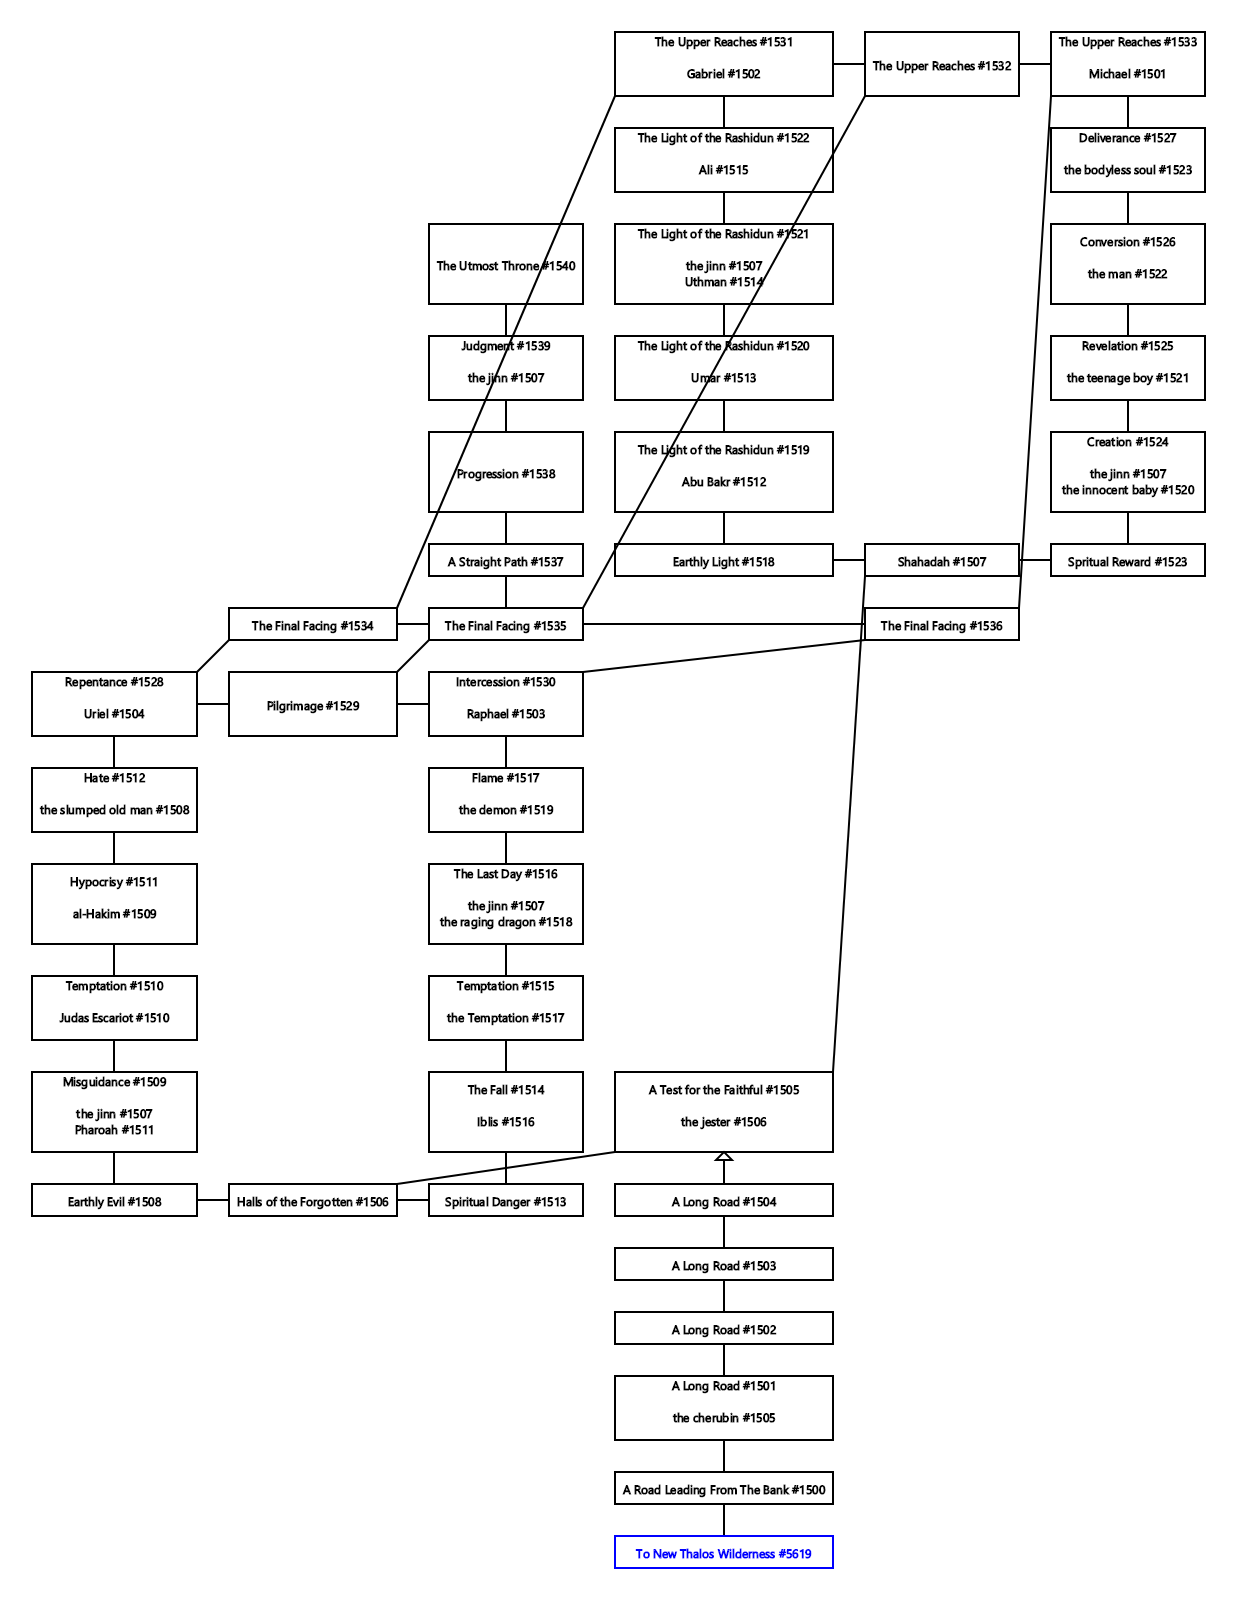 The Upper Reaches #1531
Gabriel #1502
The Upper Reaches #1532
The Upper Reaches #1533
Michael #1501
The Light of the Rashidun #1522
Ali #1515
Deliverance #1527
the bodyless soul #1523
The Utmost Throne #1540
The Light of the Rashidun #1521
the jinn #1507
Uthman #1514
Conversion #1526
the man #1522
Judgment #1539
the jinn #1507
The Light of the Rashidun #1520
Umar #1513
Revelation #1525
the teenage boy #1521
Progression #1538
The Light of the Rashidun #1519
Abu Bakr #1512
Creation #1524
the jinn #1507
the innocent baby #1520
A Straight Path #1537
Earthly Light #1518
Shahadah #1507
Spritual Reward #1523
The Final Facing #1534
The Final Facing #1535
The Final Facing #1536
Repentance #1528
Uriel #1504
Pilgrimage #1529
Intercession #1530
Raphael #1503
Hate #1512
the slumped old man #1508
Flame #1517
the demon #1519
Hypocrisy #1511
al-Hakim #1509
The Last Day #1516
the jinn #1507
the raging dragon #1518
Temptation #1510
Judas Escariot #1510
Temptation #1515
the Temptation #1517
Misguidance #1509
the jinn #1507
Pharoah #1511
The Fall #1514
Iblis #1516
A Test for the Faithful #1505
the jester #1506
Earthly Evil #1508
Halls of the Forgotten #1506
Spiritual Danger #1513
A Long Road #1504
A Long Road #1503
A Long Road #1502
A Long Road #1501
the cherubin #1505
A Road Leading From The Bank #1500
To New Thalos Wilderness #5619